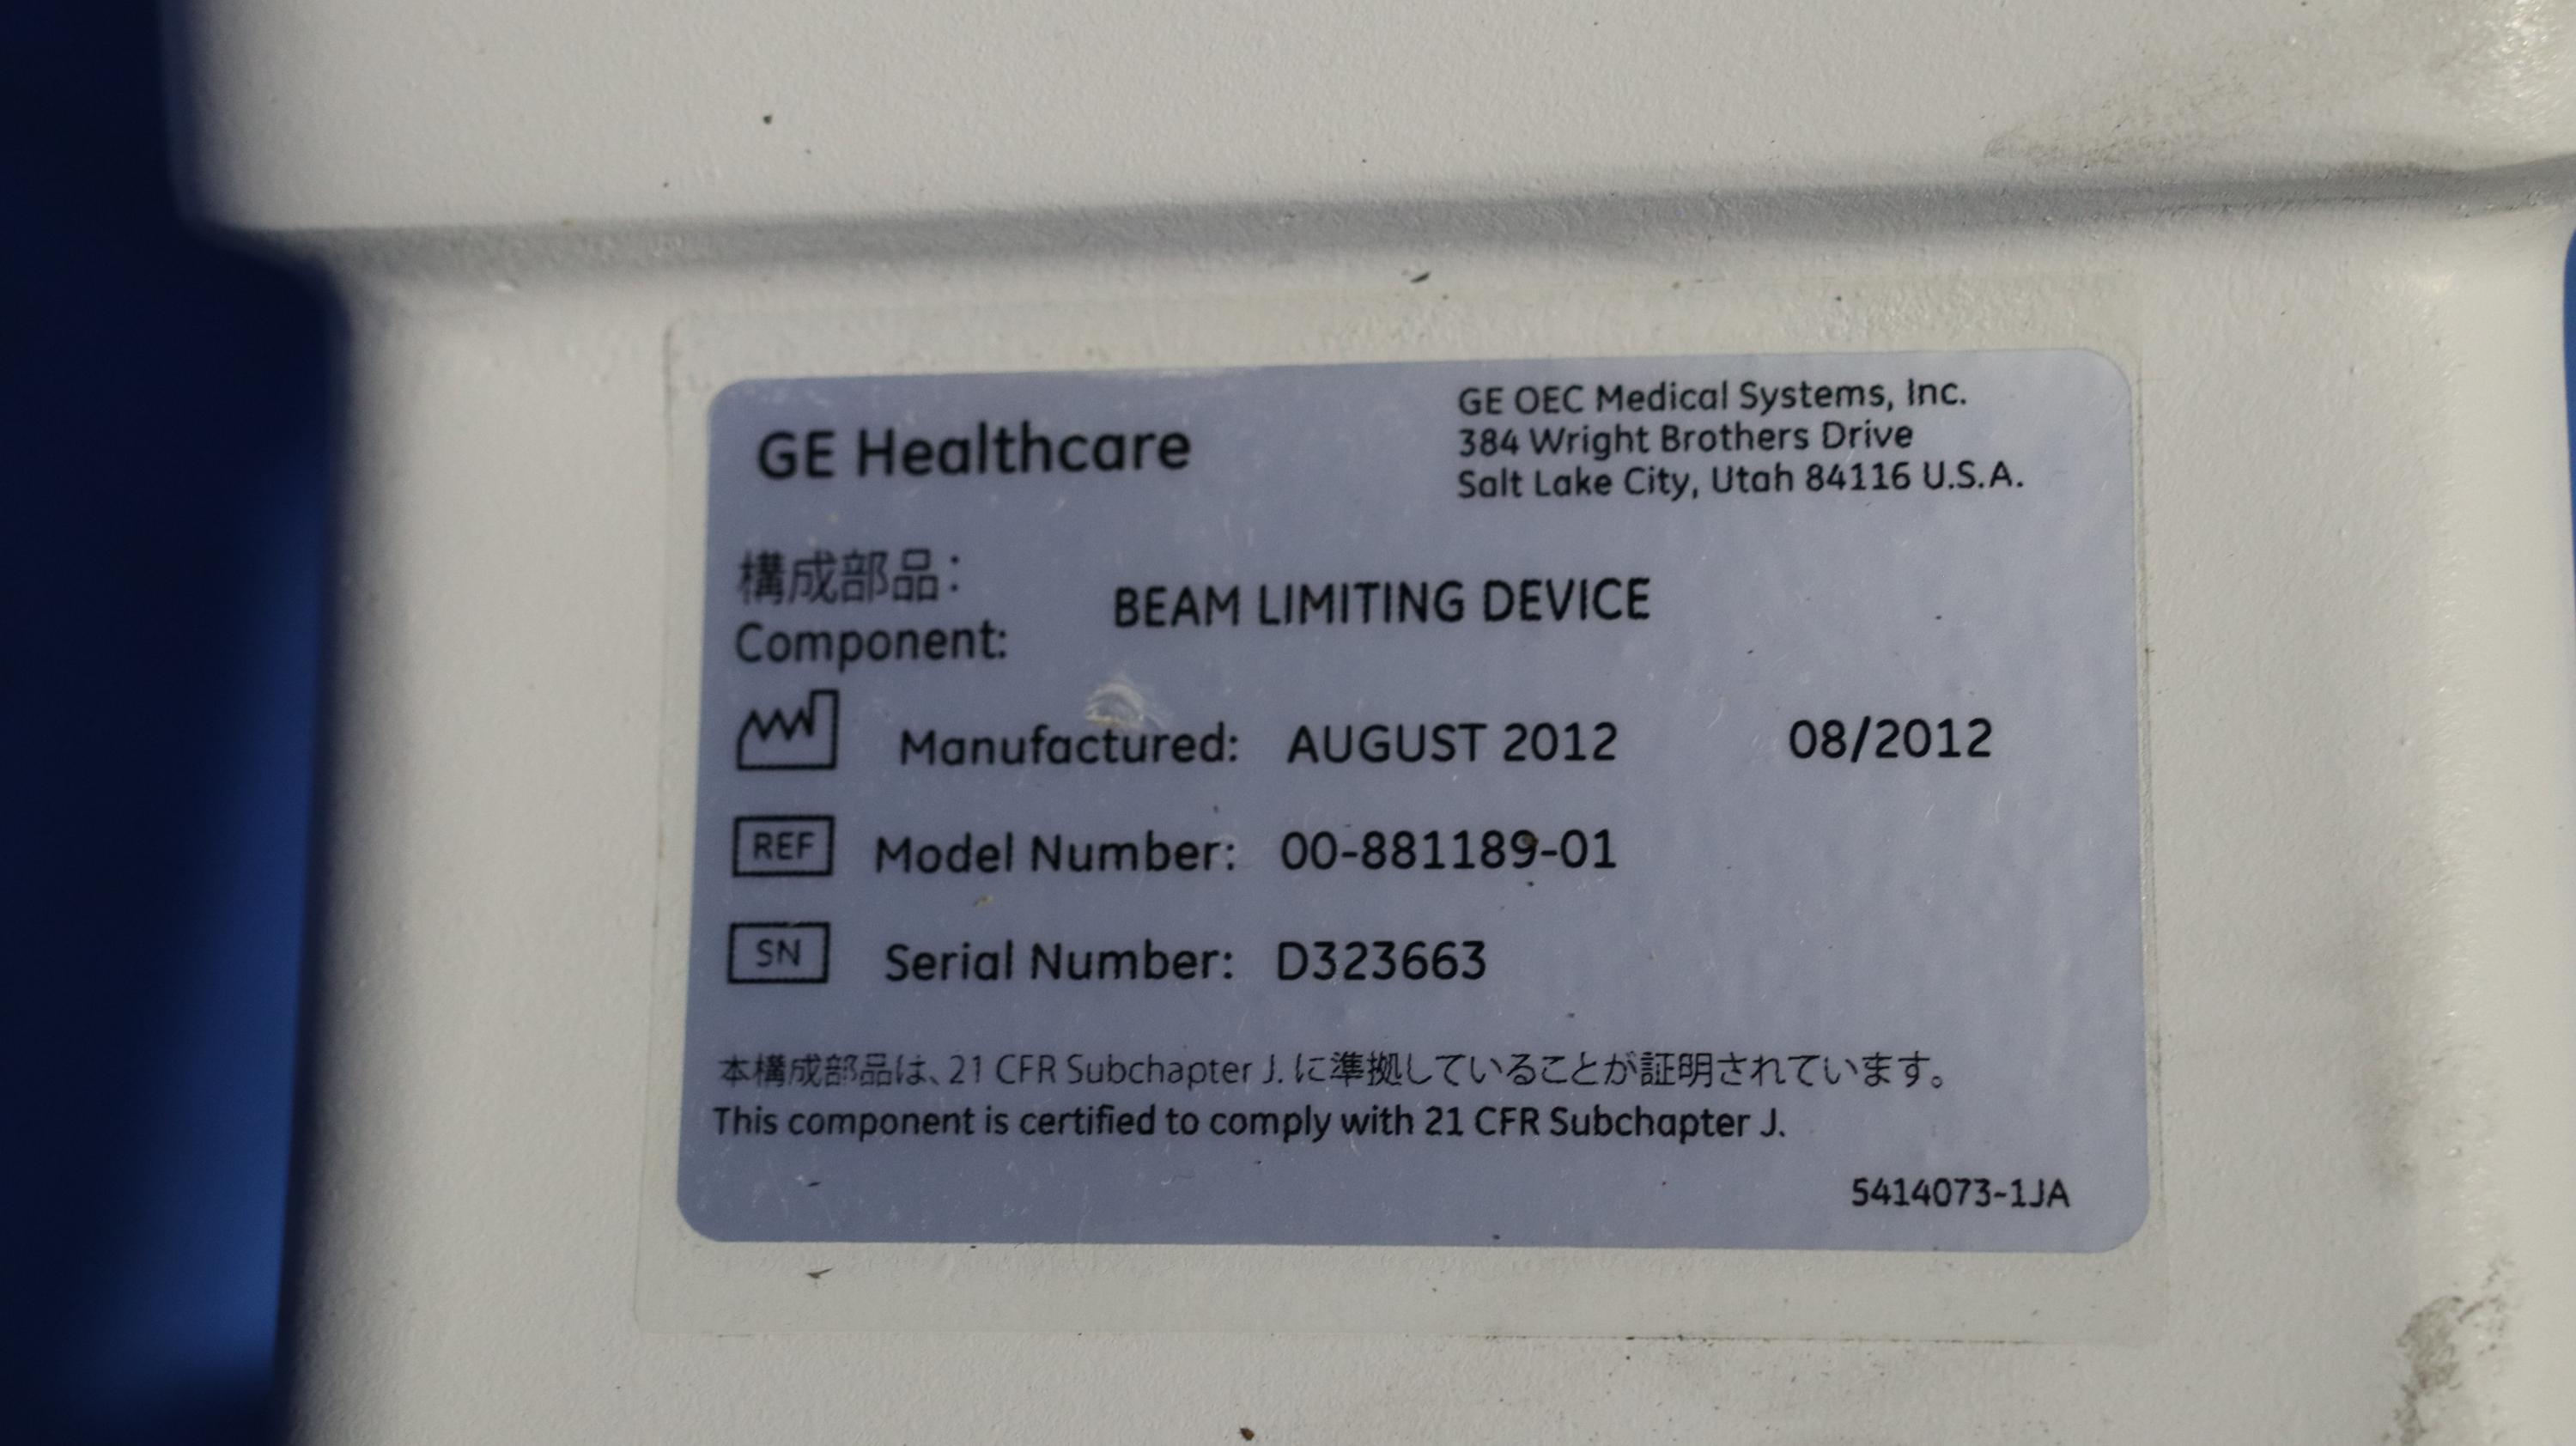 GE Healthcare
GE OEC Medical Systems, Inc.
384 Wright Brothers Drive
Salt Lake City, Utah 84116 U.S.A.
構成部品:
Component:
BEAM LIMITING DEVICE
Manufactured: AUGUST 2012 08/2012
REF Model Number: 00-881189-01
SN Serial Number: D323663
本構成部品は、21 CFR Subchapter J. に準拠していることが証明されています。
This component is certified to comply with 21 CFR Subchapter J.
5414073-1JA